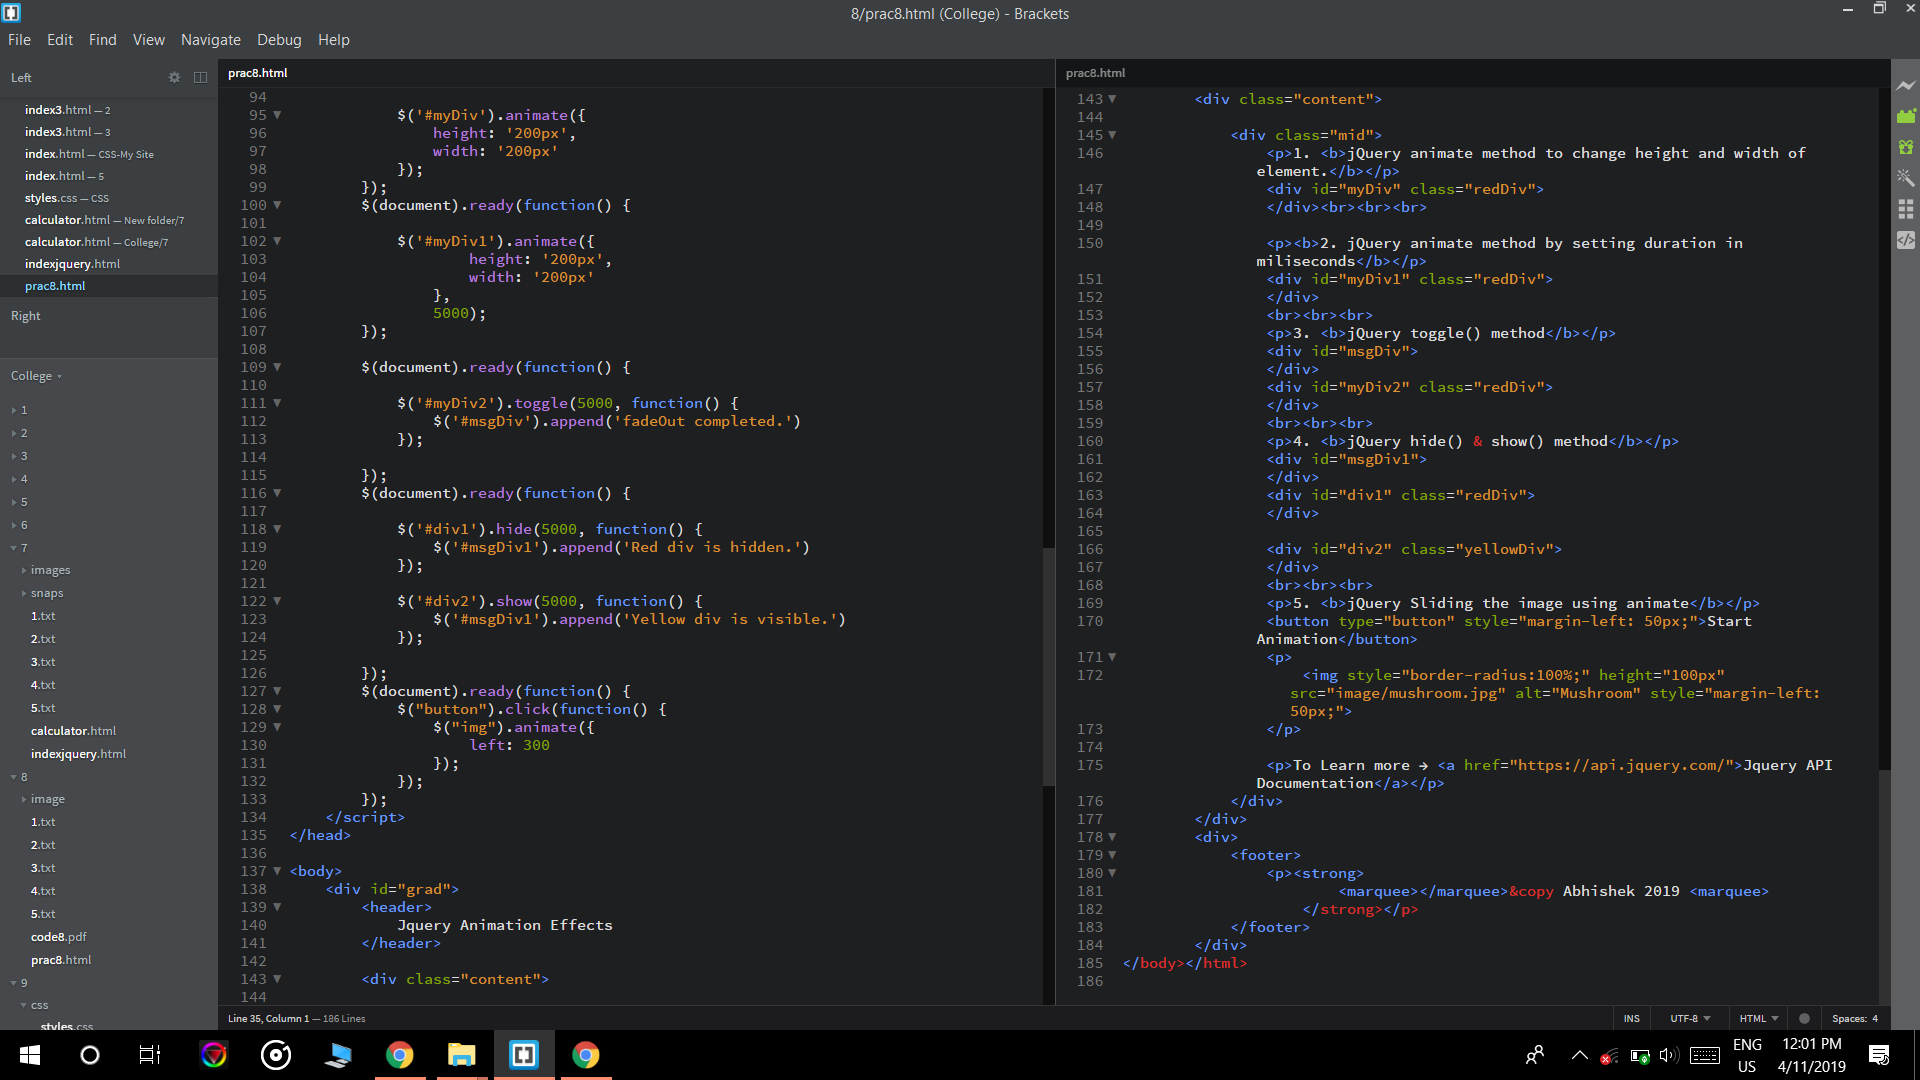 8/prac8.html (College) - Brackets
File Edit Find View Navigate Debug Help
Left
index3.html — 2
index3.html — 3
index.html — CSS-My Site
index.html — 5
styles.css — CSS
calculator.html — New folder/7
calculator.html — College/7
indexjquery.html
prac8.html
Right
College
1
2
3
4
5
6
7
images
snaps
1.txt
2.txt
3.txt
4.txt
5.txt
calculator.html
indexjquery.html
8
image
1.txt
2.txt
3.txt
4.txt
5.txt
code8.pdf
prac8.html
9
css
styles.css
prac8.html
94
95 $('#myDiv').animate({
96 height: '200px',
97 width: '200px'
98 });
99 });
100 $(document).ready(function() {
101
102 $('#myDiv1').animate({
103 height: '200px',
104 width: '200px'
105 },
106 5000);
107 });
108
109 $(document).ready(function() {
110
111 $('#myDiv2').toggle(5000, function() {
112 $('#msgDiv').append('fadeOut completed.')
113 });
114
115 });
116 $(document).ready(function() {
117
118 $('#div1').hide(5000, function() {
119 $('#msgDiv1').append('Red div is hidden.')
120 });
121
122 $('#div2').show(5000, function() {
123 $('#msgDiv1').append('Yellow div is visible.')
124 });
125
126 });
127 $(document).ready(function() {
128 $("button").click(function() {
129 $("img").animate({
130 left: 300
131 });
132 });
133 });
134 </script>
135 </head>
136
137 <body>
138 <div id="grad">
139 <header>
140 Jquery Animation Effects
141 </header>
142
143 <div class="content">
144
prac8.html
143 <div class="content">
144
145 <div class="mid">
146 <p>1. <b>jQuery animate method to change height and width of
element.</b></p>
147 <div id="myDiv" class="redDiv">
148 </div><br><br><br>
149
150 <p><b>2. jQuery animate method by setting duration in
miliseconds</b></p>
151 <div id="myDiv1" class="redDiv">
152 </div>
153 <br><br><br>
154 <p>3. <b>jQuery toggle() method</b></p>
155 <div id="msgDiv">
156 </div>
157 <div id="myDiv2" class="redDiv">
158 </div>
159 <br><br><br>
160 <p>4. <b>jQuery hide() & show() method</b></p>
161 <div id="msgDiv1">
162 </div>
163 <div id="div1" class="redDiv">
164 </div>
165
166 <div id="div2" class="yellowDiv">
167 </div>
168 <br><br><br>
169 <p>5. <b>jQuery Sliding the image using animate</b></p>
170 <button type="button" style="margin-left: 50px;">Start
Animation</button>
171 <p>
172 <img style="border-radius:100%;" height="100px"
src="image/mushroom.jpg" alt="Mushroom" style="margin-left:
50px;">
173 </p>
174
175 <p>To Learn more → <a href="https://api.jquery.com/">Jquery API
Documentation</a></p>
176 </div>
177 </div>
178 <div>
179 <footer>
180 <p><strong>
181 <marquee></marquee>&copy Abhishek 2019 <marquee>
182 </strong></p>
183 </footer>
184 </div>
185 </body></html>
186
Line 35, Column 1 — 186 Lines
INS UTF-8 HTML Spaces: 4
ENG
US
12:01 PM
4/11/2019